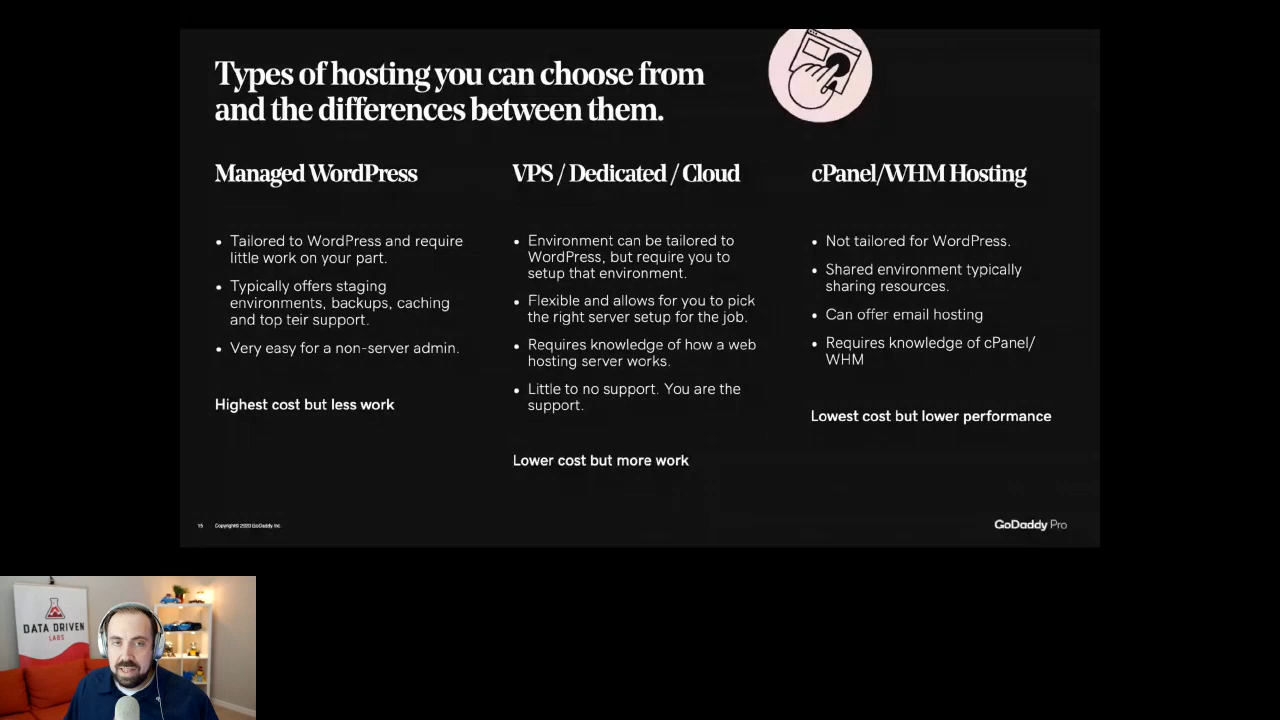 Types of hosting you can choose from
and the differences between them.
Managed WordPress
• Tailored to WordPress and require
little work on your part.
• Typically offers staging
environments, backups, caching
and top teir support.
• Very easy for a non-server admin.
Highest cost but less work
VPS / Dedicated / Cloud
• Environment can be tailored to
WordPress, but require you to
setup that environment.
• Flexible and allows for you to pick
the right server setup for the job.
• Requires knowledge of how a web
hosting server works.
• Little to no support. You are the
support.
Lower cost but more work
cPanel/WHM Hosting
• Not tailored for WordPress.
• Shared environment typically
sharing resources.
• Can offer email hosting
• Requires knowledge of cPanel/
WHM
Lowest cost but lower performance
15 Copyright© 2020 GoDaddy Inc.
GoDaddy Pro
DATA DRIVEN
LABS